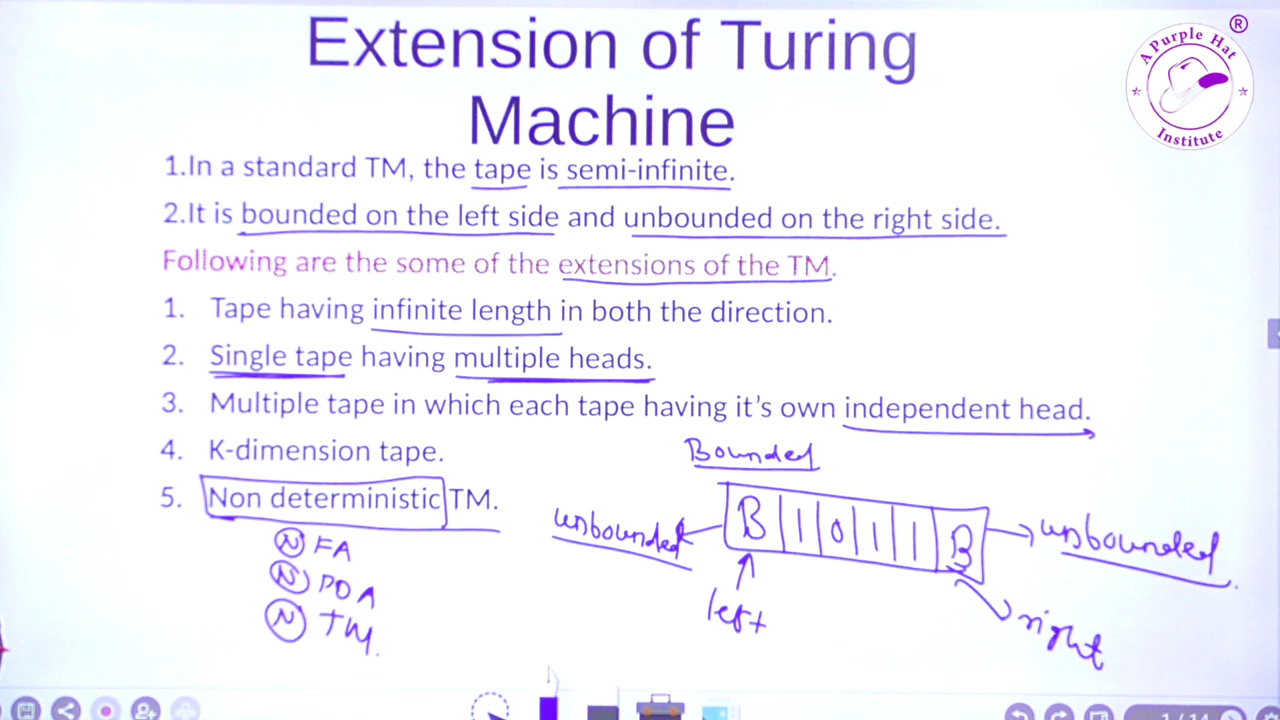 Extension of Turing
Machine
A Purple Hat
Institute
®
1.In a standard TM, the tape is semi-infinite.
2.It is bounded on the left side and unbounded on the right side.
Following are the some of the extensions of the TM.
1. Tape having infinite length in both the direction.
2. Single tape having multiple heads.
3. Multiple tape in which each tape having it's own independent head.
4. K-dimension tape.
5. Non deterministic TM.
Bounded
unbounded B 1 0 1 1 B unbounded
left
right
N FA
N PDA
N TM.